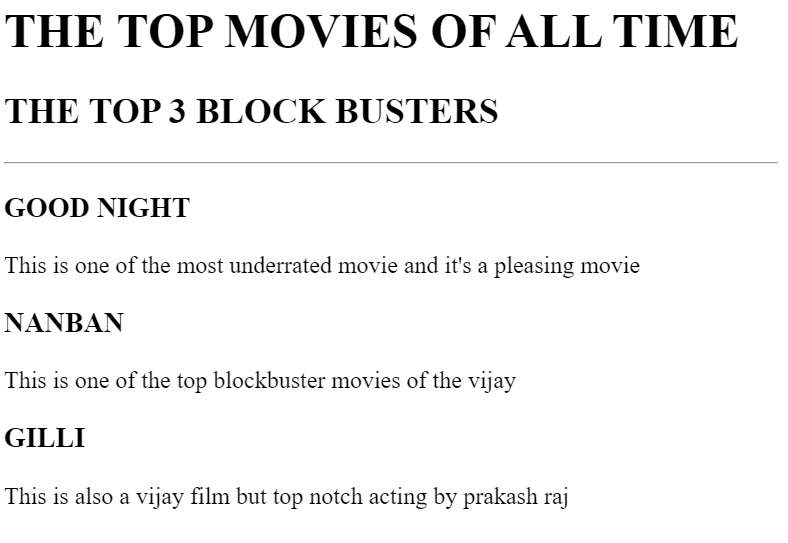 THE TOP MOVIES OF ALL TIME
THE TOP 3 BLOCK BUSTERS
GOOD NIGHT
This is one of the most underrated movie and it's a pleasing movie
NANBAN
This is one of the top blockbuster movies of the vijay
GILLI
This is also a vijay film but top notch acting by prakash raj